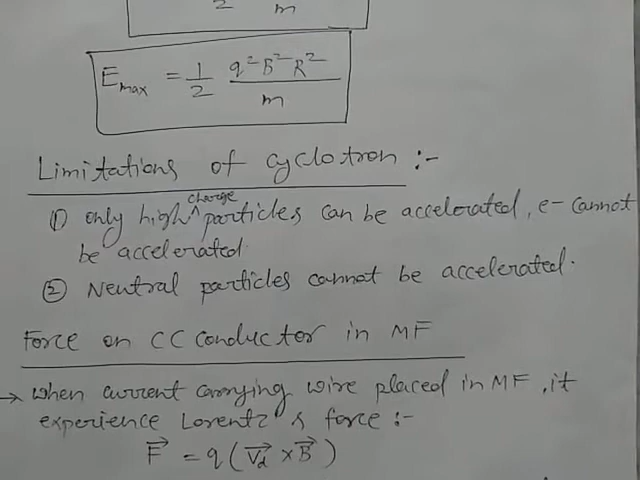 2 m
E max = 1/2 q²B²R²/m
Limitations of cyclotron :-
① only high charge particles can be accelerated, e- cannot
be accelerated.
② Neutral particles cannot be accelerated.
Force on CC conductor in MF
→ when current carrying wire placed in MF, it
experience Lorentz force :-
F⃗ = q (V⃗d × B⃗)